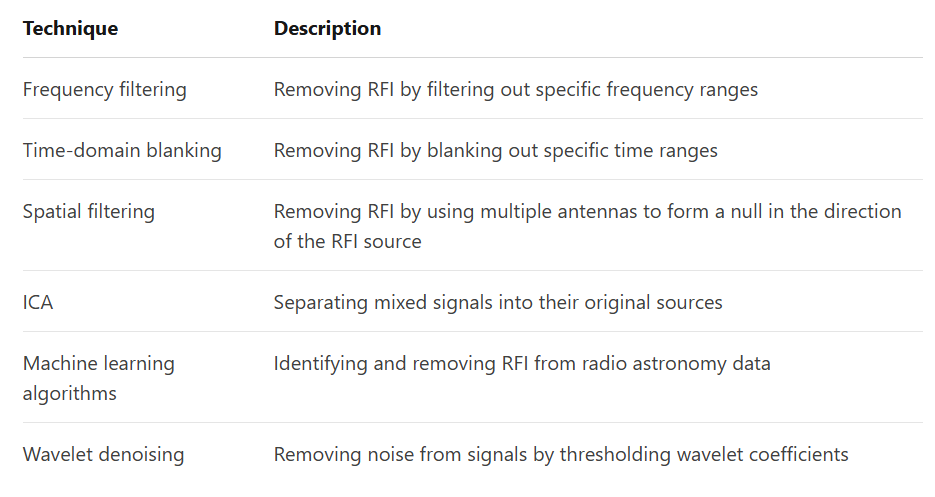 Technique Description
Frequency filtering Removing RFI by filtering out specific frequency ranges
Time-domain blanking Removing RFI by blanking out specific time ranges
Spatial filtering Removing RFI by using multiple antennas to form a null in the direction
of the RFI source
ICA Separating mixed signals into their original sources
Machine learning Identifying and removing RFI from radio astronomy data
algorithms
Wavelet denoising Removing noise from signals by thresholding wavelet coefficients